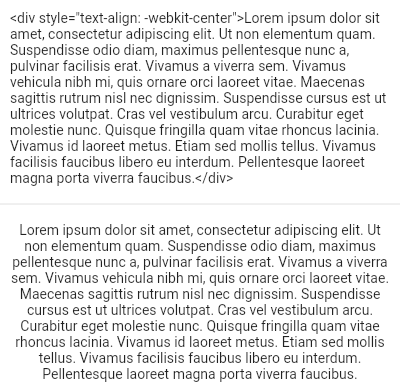 <div style="text-align: -webkit-center">Lorem ipsum dolor sit
amet, consectetur adipiscing elit. Ut non elementum quam.
Suspendisse odio diam, maximus pellentesque nunc a,
pulvinar facilisis erat. Vivamus a viverra sem. Vivamus
vehicula nibh mi, quis ornare orci laoreet vitae. Maecenas
sagittis rutrum nisl nec dignissim. Suspendisse cursus est ut
ultrices volutpat. Cras vel vestibulum arcu. Curabitur eget
molestie nunc. Quisque fringilla quam vitae rhoncus lacinia.
Vivamus id laoreet metus. Etiam sed mollis tellus. Vivamus
facilisis faucibus libero eu interdum. Pellentesque laoreet
magna porta viverra faucibus.</div>
Lorem ipsum dolor sit amet, consectetur adipiscing elit. Ut
non elementum quam. Suspendisse odio diam, maximus
pellentesque nunc a, pulvinar facilisis erat. Vivamus a viverra
sem. Vivamus vehicula nibh mi, quis ornare orci laoreet vitae.
Maecenas sagittis rutrum nisl nec dignissim. Suspendisse
cursus est ut ultrices volutpat. Cras vel vestibulum arcu.
Curabitur eget molestie nunc. Quisque fringilla quam vitae
rhoncus lacinia. Vivamus id laoreet metus. Etiam sed mollis
tellus. Vivamus facilisis faucibus libero eu interdum.
Pellentesque laoreet magna porta viverra faucibus.